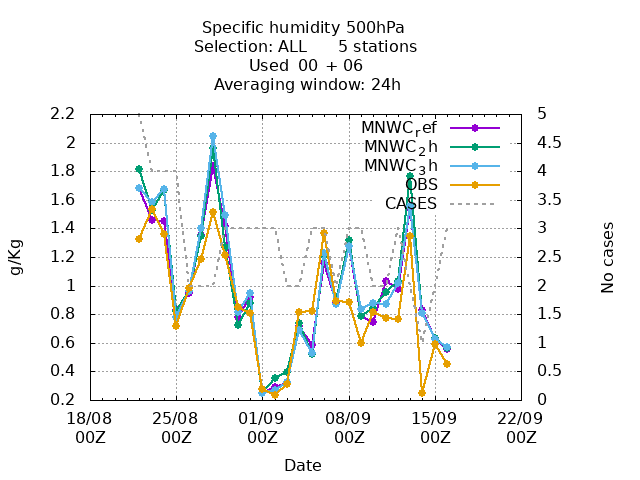 Specific humidity 500hPa
Selection: ALL 5 stations
Used 00 + 06
Averaging window: 24h
g/Kg
2.2
2
1.8
1.6
1.4
1.2
1
0.8
0.6
0.4
0.2
MNWCref
MNWC2h
MNWC3h
OBS
CASES
5
4.5
4
3.5
3
2.5
2
1.5
1
0.5
0
No cases
18/08 25/08 01/09 08/09 15/09 22/09
00Z 00Z 00Z 00Z 00Z 00Z
Date